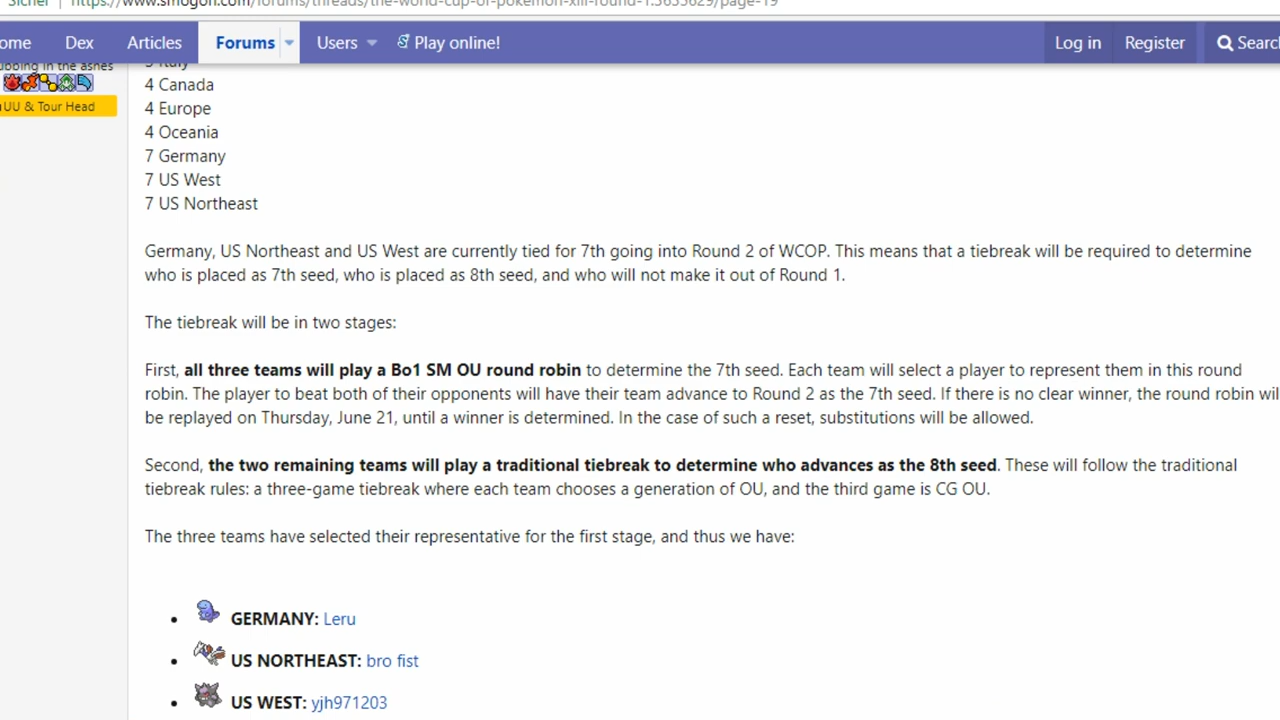 Sicher | https://www.smogon.com/forums/threads/the-world-cup-of-pokemon-xiii-round-1.3635629/page-19
ome Dex Articles Forums Users Play online! Log in Register Searc
ubbing in the ashes
Italy
4 Canada
UU & Tour Head
4 Europe
4 Oceania
7 Germany
7 US West
7 US Northeast
Germany, US Northeast and US West are currently tied for 7th going into Round 2 of WCOP. This means that a tiebreak will be required to determine
who is placed as 7th seed, who is placed as 8th seed, and who will not make it out of Round 1.
The tiebreak will be in two stages:
First, all three teams will play a Bo1 SM OU round robin to determine the 7th seed. Each team will select a player to represent them in this round
robin. The player to beat both of their opponents will have their team advance to Round 2 as the 7th seed. If there is no clear winner, the round robin wil
be replayed on Thursday, June 21, until a winner is determined. In the case of such a reset, substitutions will be allowed.
Second, the two remaining teams will play a traditional tiebreak to determine who advances as the 8th seed. These will follow the traditional
tiebreak rules: a three-game tiebreak where each team chooses a generation of OU, and the third game is CG OU.
The three teams have selected their representative for the first stage, and thus we have:
• GERMANY: Leru
• US NORTHEAST: bro fist
• US WEST: yjh971203